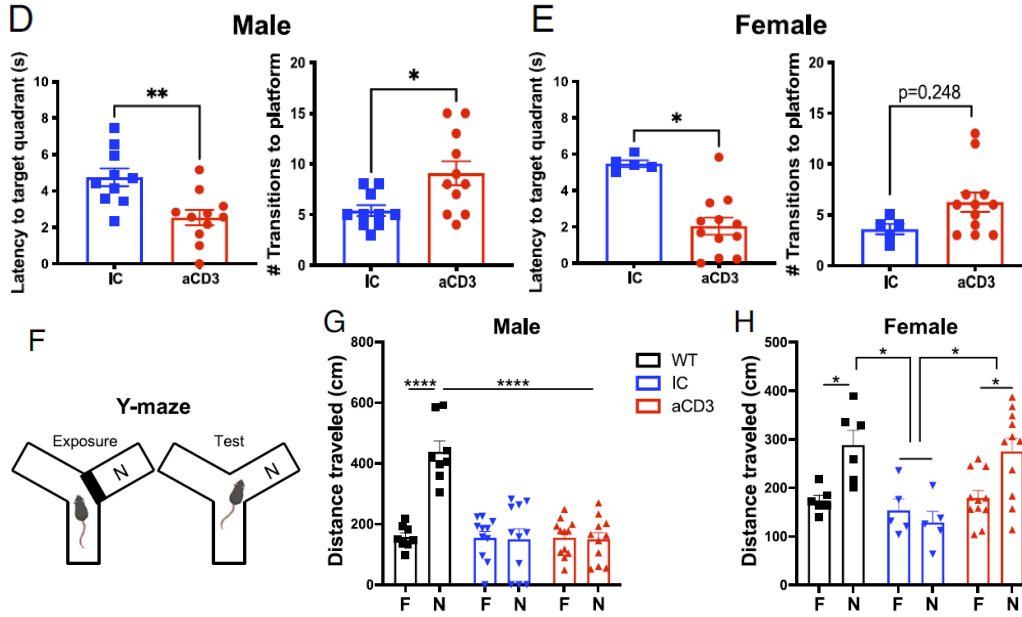 D
Male
Latency to target quadrant (s)
10
8
6
4
2
0
**
IC
aCD3
# Transitions to platform
20
15
10
5
0
*
IC
aCD3
E
Female
Latency to target quadrant (s)
10
8
6
4
2
0
*
IC
aCD3
# Transitions to platform
20
15
10
5
0
p=0.248
IC
aCD3
F
Y-maze
Exposure
N
Test
N
G
Male
Distance traveled (cm)
800
600
400
200
0
****
****
F
N
F
N
F
N
WT
IC
aCD3
H
Female
Distance traveled (cm)
500
400
300
200
100
0
*
*
*
*
F
N
F
N
F
N